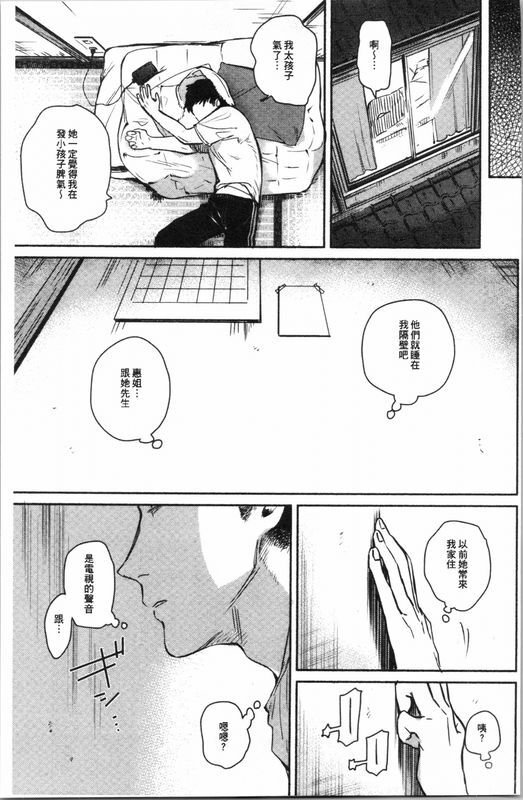 啊～…
我太孩子
氣了…
她一定覺得我在
發小孩子脾氣～
他們就睡在
我隔壁吧
惠姐…
跟她先生
以前她常來
我家住
咦？
嗯嗯？
是電視的聲音
跟…